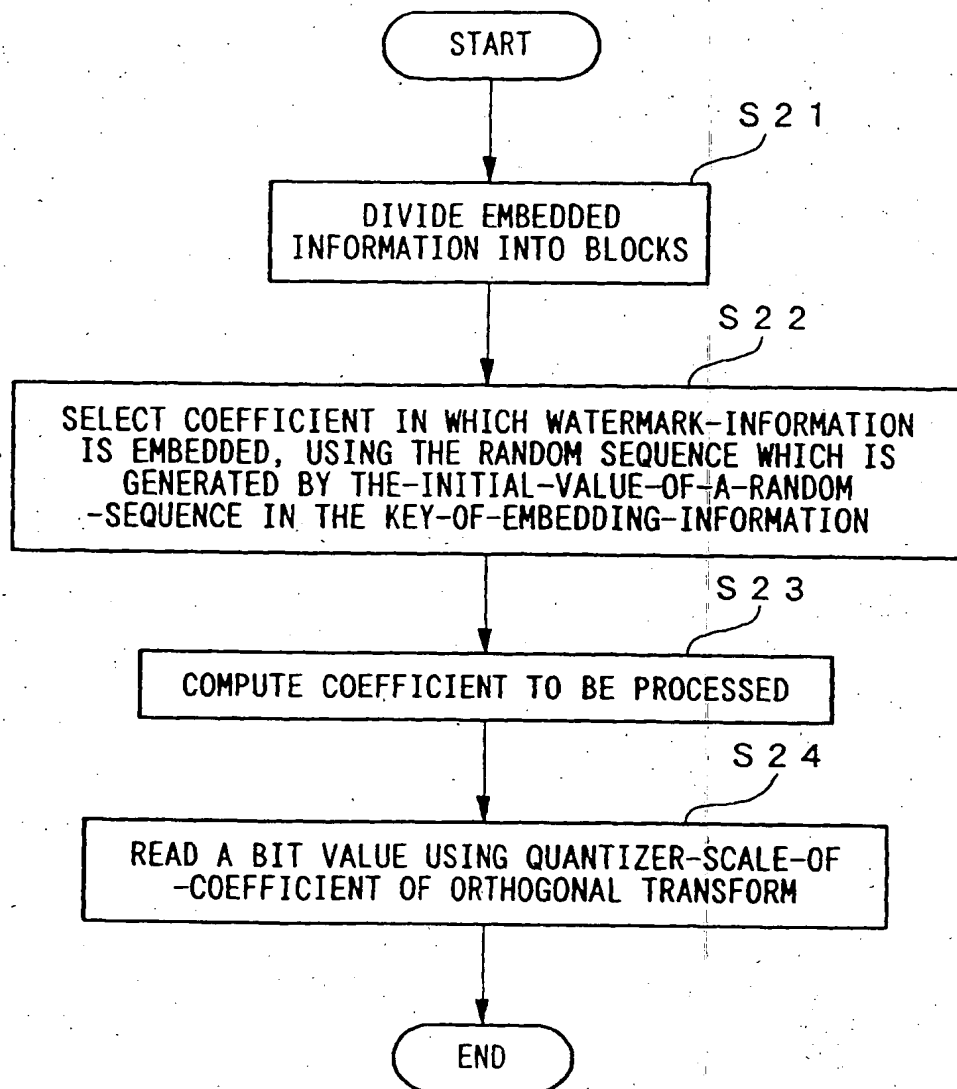 START
S21
DIVIDE EMBEDDED
INFORMATION INTO BLOCKS
S22
SELECT COEFFICIENT IN WHICH WATERMARK-INFORMATION
IS EMBEDDED, USING THE RANDOM SEQUENCE WHICH IS
GENERATED BY THE-INITIAL-VALUE-OF-A-RANDOM
-SEQUENCE IN THE KEY-OF-EMBEDDING-INFORMATION
S23
COMPUTE COEFFICIENT TO BE PROCESSED
S24
READ A BIT VALUE USING QUANTIZER-SCALE-OF
-COEFFICIENT OF ORTHOGONAL TRANSFORM
END